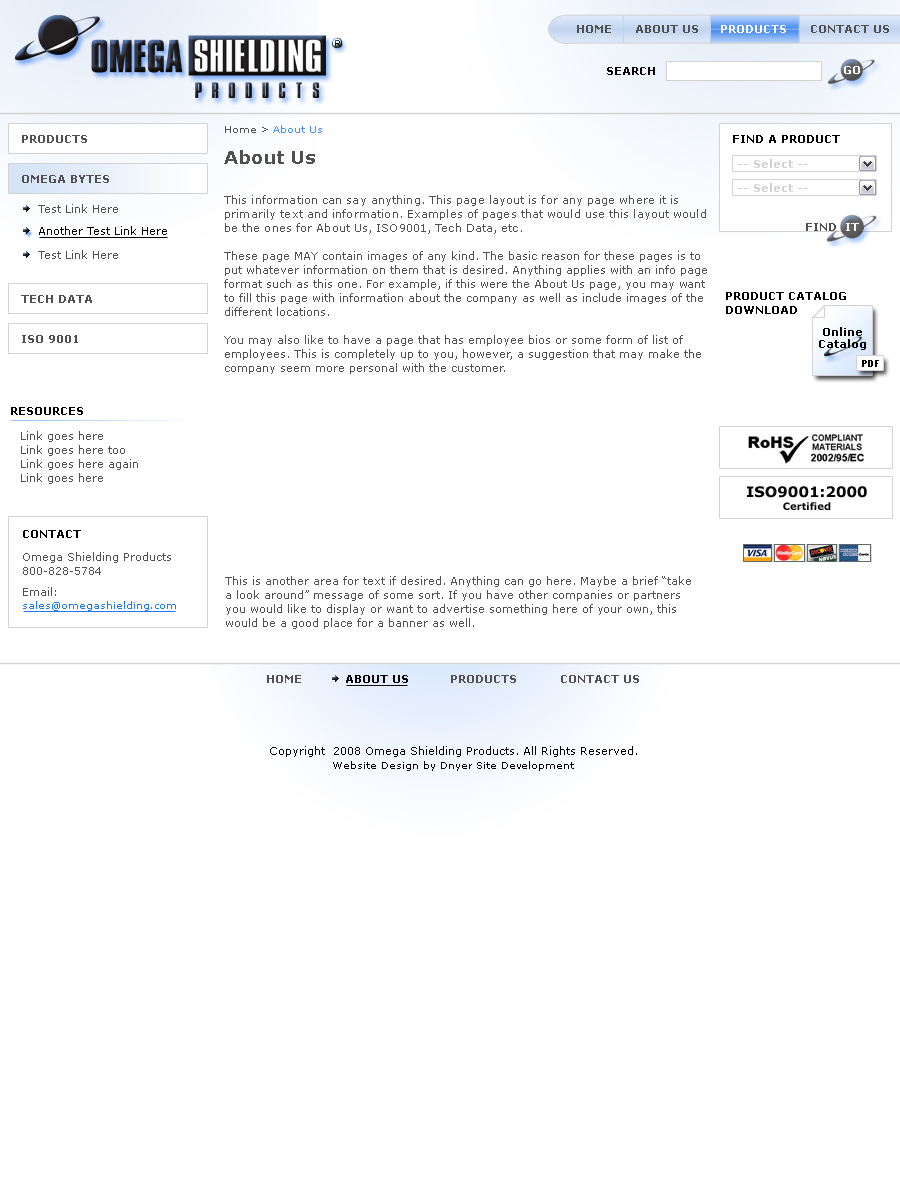 OMEGA SHIELDING ®
PRODUCTS
HOME ABOUT US PRODUCTS CONTACT US
SEARCH GO
PRODUCTS
OMEGA BYTES
Test Link Here
Another Test Link Here
Test Link Here
TECH DATA
ISO 9001
RESOURCES
Link goes here
Link goes here too
Link goes here again
Link goes here
CONTACT
Omega Shielding Products
800-828-5784
Email:
sales@omegashielding.com
Home > About Us
About Us
This information can say anything. This page layout is for any page where it is
primarily text and information. Examples of pages that would use this layout would
be the ones for About Us, ISO9001, Tech Data, etc.
These page MAY contain images of any kind. The basic reason for these pages is to
put whatever information on them that is desired. Anything applies with an info page
format such as this one. For example, if this were the About Us page, you may want
to fill this page with information about the company as well as include images of the
different locations.
You may also like to have a page that has employee bios or some form of list of
employees. This is completely up to you, however, a suggestion that may make the
company seem more personal with the customer.
This is another area for text if desired. Anything can go here. Maybe a brief “take
a look around” message of some sort. If you have other companies or partners
you would like to display or want to advertise something here of your own, this
would be a good place for a banner as well.
FIND A PRODUCT
-- Select --
-- Select --
FIND IT
PRODUCT CATALOG
DOWNLOAD
Online
Catalog
PDF
RoHS COMPLIANT
MATERIALS
2002/95/EC
ISO9001:2000
Certified
VISA MasterCard DISCOVER NOVUS
HOME ABOUT US PRODUCTS CONTACT US
Copyright 2008 Omega Shielding Products. All Rights Reserved.
Website Design by Dnyer Site Development